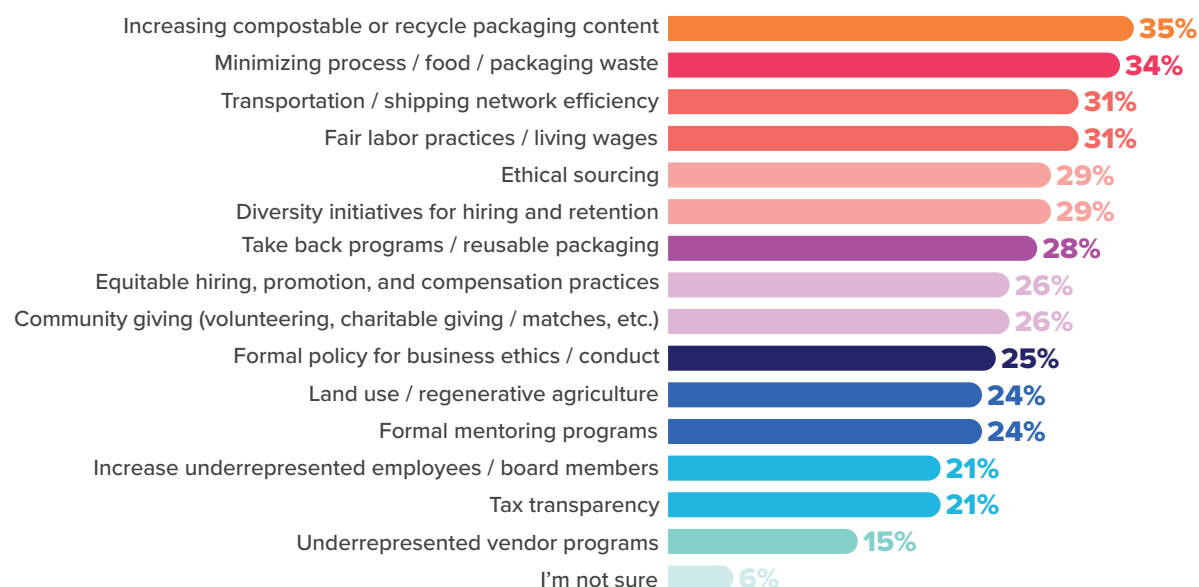 Increasing compostable or recycle packaging content 35%
Minimizing process / food / packaging waste 34%
Transportation / shipping network efficiency 31%
Fair labor practices / living wages 31%
Ethical sourcing 29%
Diversity initiatives for hiring and retention 29%
Take back programs / reusable packaging 28%
Equitable hiring, promotion, and compensation practices 26%
Community giving (volunteering, charitable giving / matches, etc.) 26%
Formal policy for business ethics / conduct 25%
Land use / regenerative agriculture 24%
Formal mentoring programs 24%
Increase underrepresented employees / board members 21%
Tax transparency 21%
Underrepresented vendor programs 15%
I'm not sure 6%